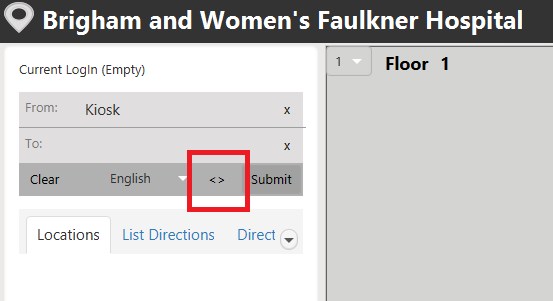 Brigham and Women's Faulkner Hospital
Current LogIn (Empty)
From: Kiosk x
To: x
Clear English <> Submit
Locations List Directions Direct
1 Floor 1